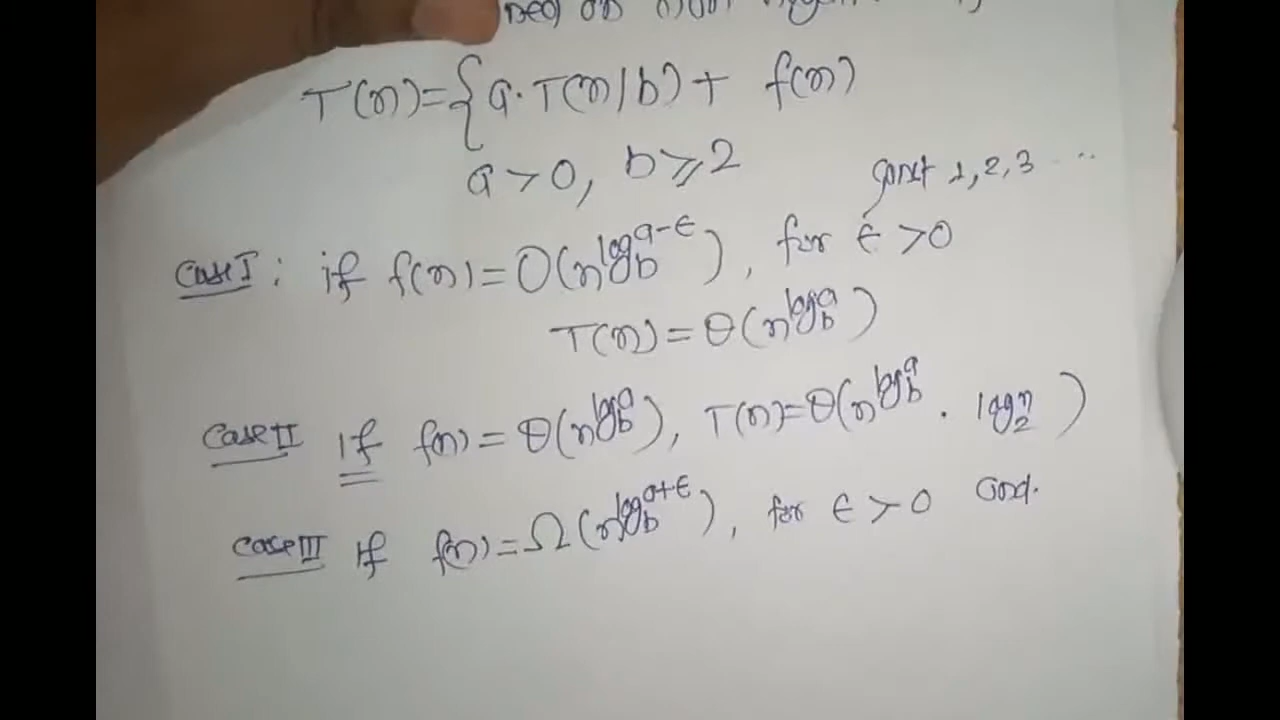 on
T(n)={a.T(n/b)+ f(n)
a>0, b≥2
const 1,2,3 ..
Case I: if f(n)=O(n^log_b^a-ϵ), for ϵ>0
T(n)=θ(n^log_b^a)
Case II If f(n)=θ(n^log_b^a), T(n)=θ(n^log_b^a . log_2^n)
Case III if f(n)=Ω(n^log_b^a+ϵ), for ϵ>0 and.